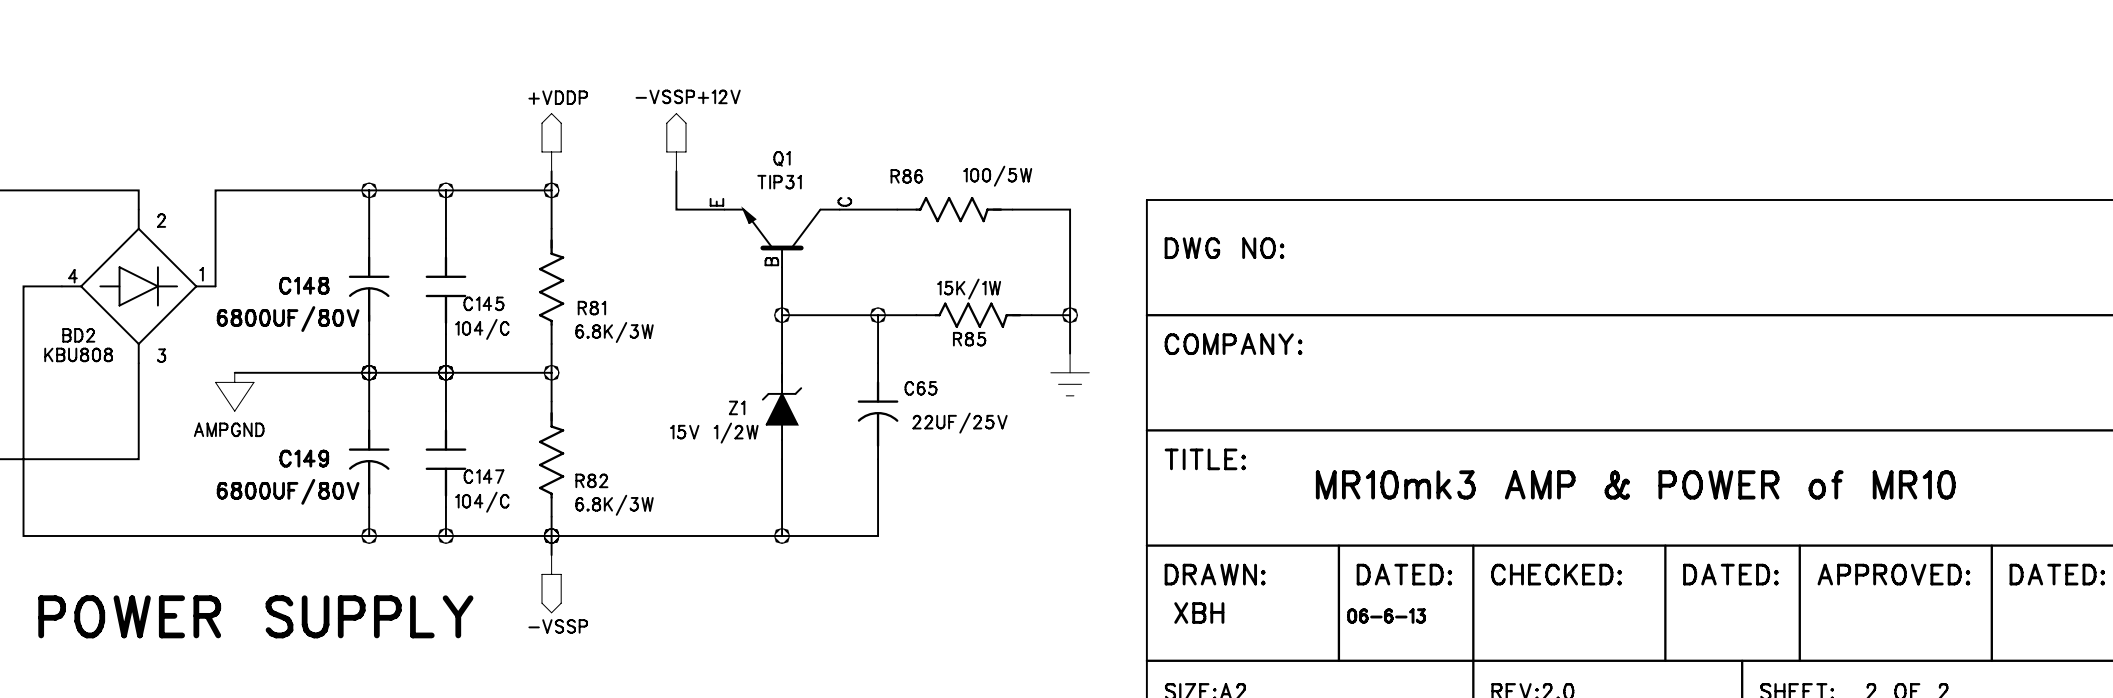 +VDDP
-VSSP+12V
Q1
TIP31
R86
100/5W
E
C
B
2
4
1
3
BD2
KBU808
C148
6800UF/80V
C145
104/C
R81
6.8K/3W
15K/1W
R85
AMPGND
C149
6800UF/80V
C147
104/C
R82
6.8K/3W
Z1
15V 1/2W
C65
22UF/25V
-VSSP
POWER SUPPLY
DWG NO:
COMPANY:
TITLE:
MR10mk3 AMP & POWER of MR10
DRAWN:
XBH
DATED:
06-6-13
CHECKED:
DATED:
APPROVED:
DATED:
SIZE:A2
REV:2.0
SHEET: 2 OF 2